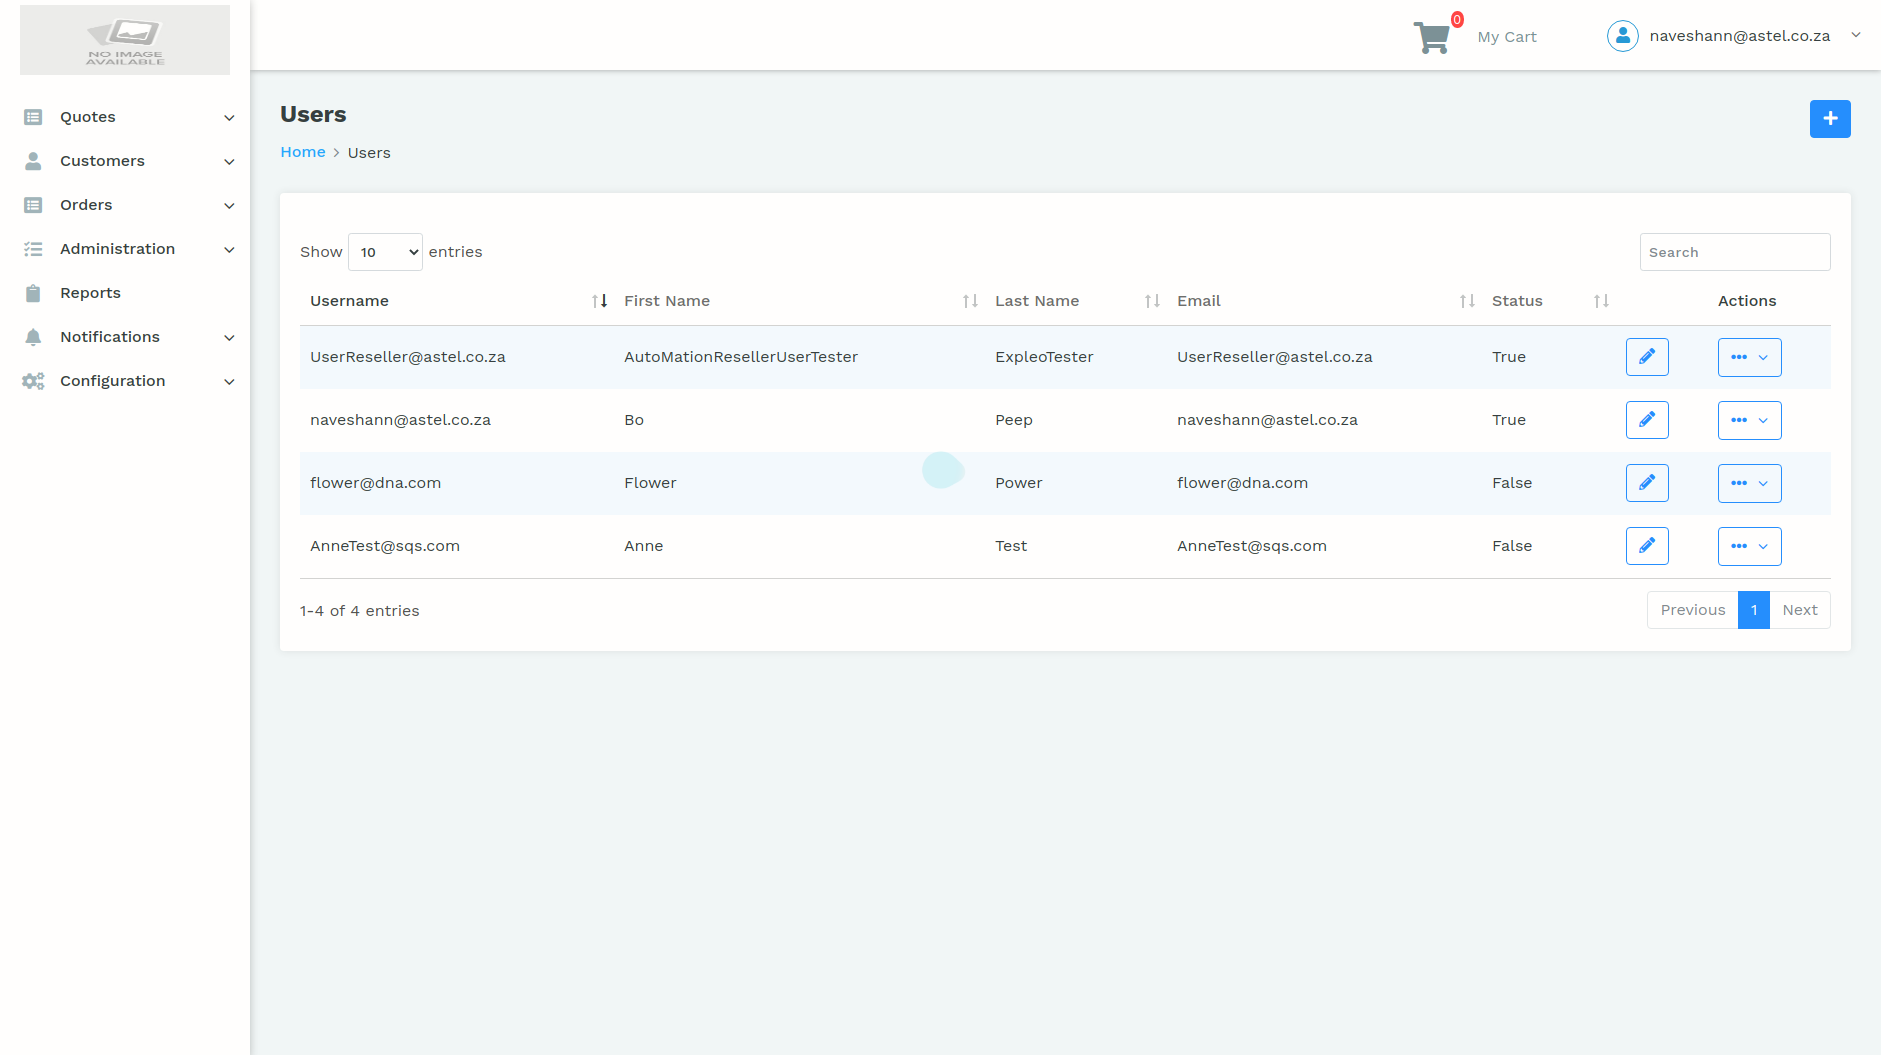 NO IMAGE
AVAILABLE
0
My Cart
naveshann@astel.co.za
Quotes
Customers
Orders
Administration
Reports
Notifications
Configuration
Users
Home > Users
Show 10 entries
Search
Username First Name Last Name Email Status Actions
UserReseller@astel.co.za AutoMationResellerUserTester ExpleoTester UserReseller@astel.co.za True
naveshann@astel.co.za Bo Peep naveshann@astel.co.za True
flower@dna.com Flower Power flower@dna.com False
AnneTest@sqs.com Anne Test AnneTest@sqs.com False
1-4 of 4 entries
Previous 1 Next